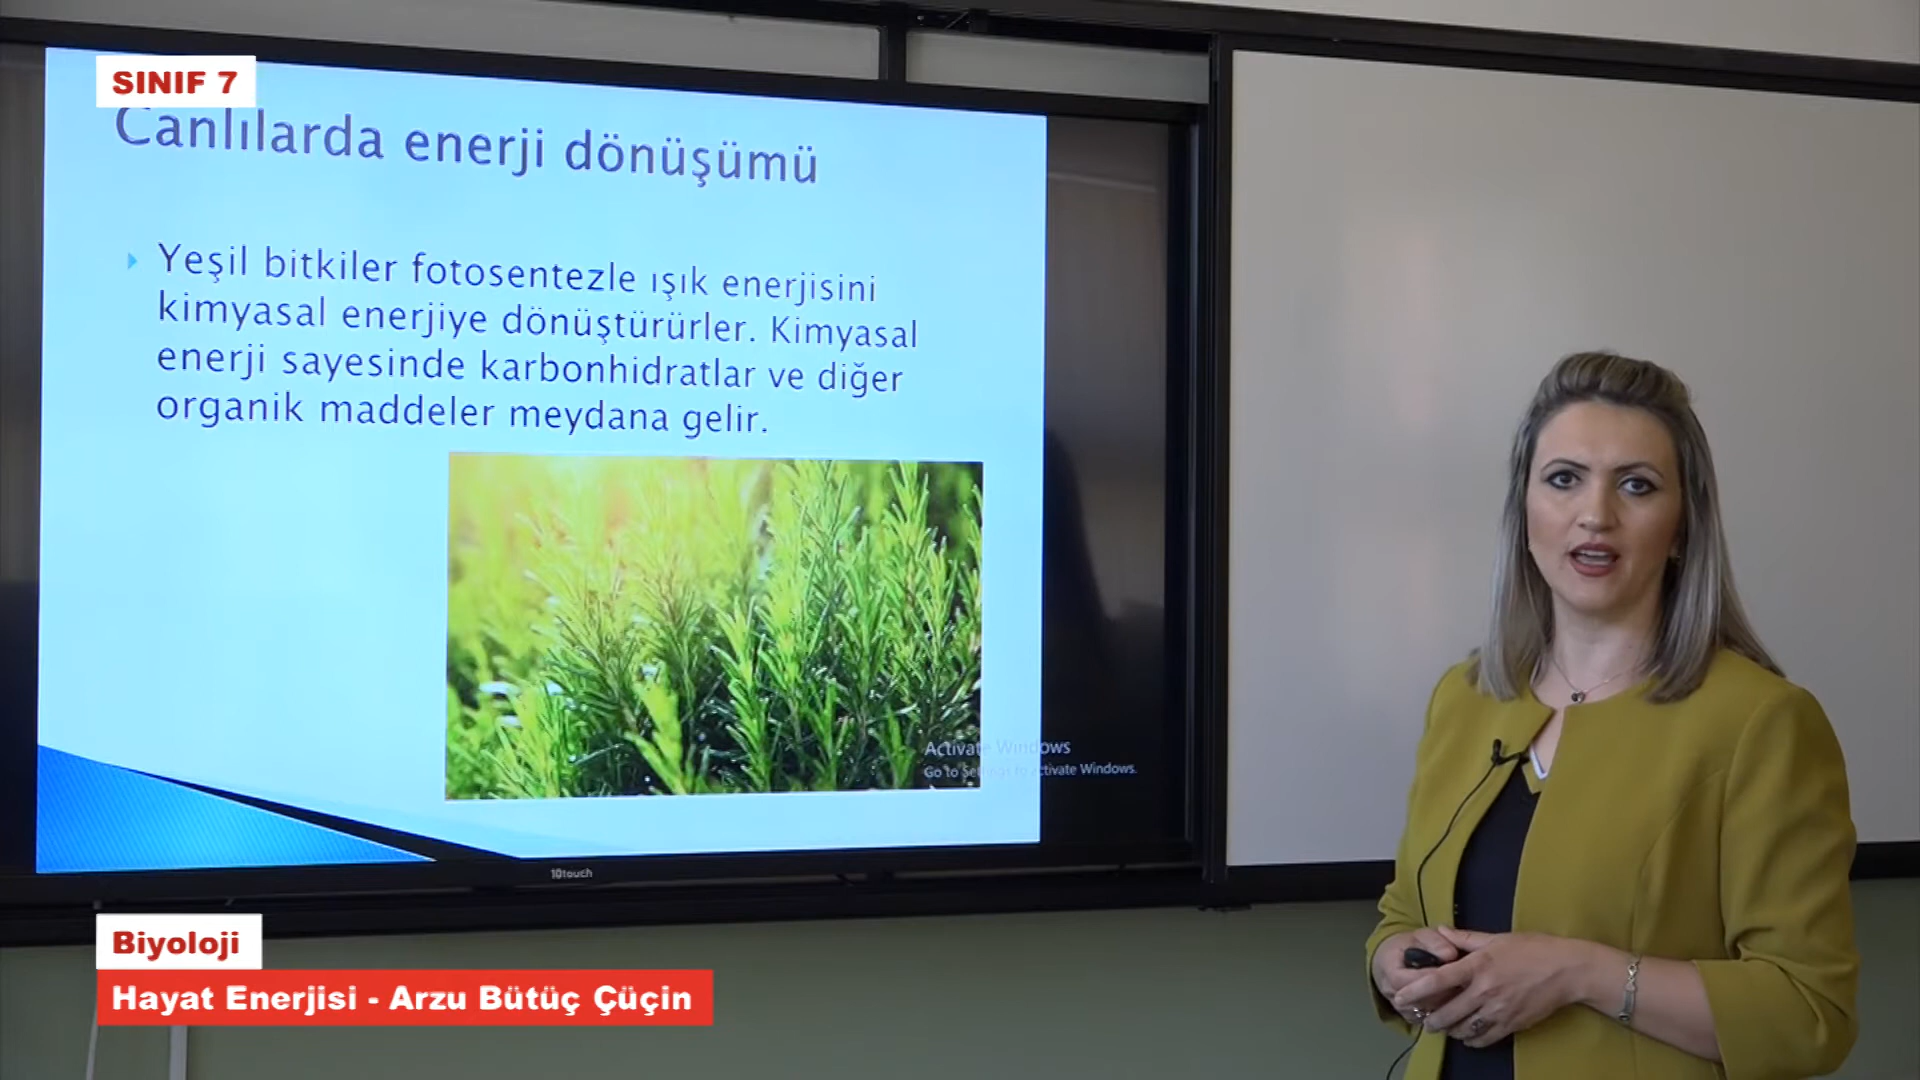 SINIF 7
Canlılarda enerji dönüşümü
Yeşil bitkiler fotosentezle ışık enerjisini
kimyasal enerjiye dönüştürürler. Kimyasal
enerji sayesinde karbonhidratlar ve diğer
organik maddeler meydana gelir.
Activate Windows
Go to Settings to activate Windows.
10touch
Biyoloji
Hayat Enerjisi - Arzu Bütüç Çüçin